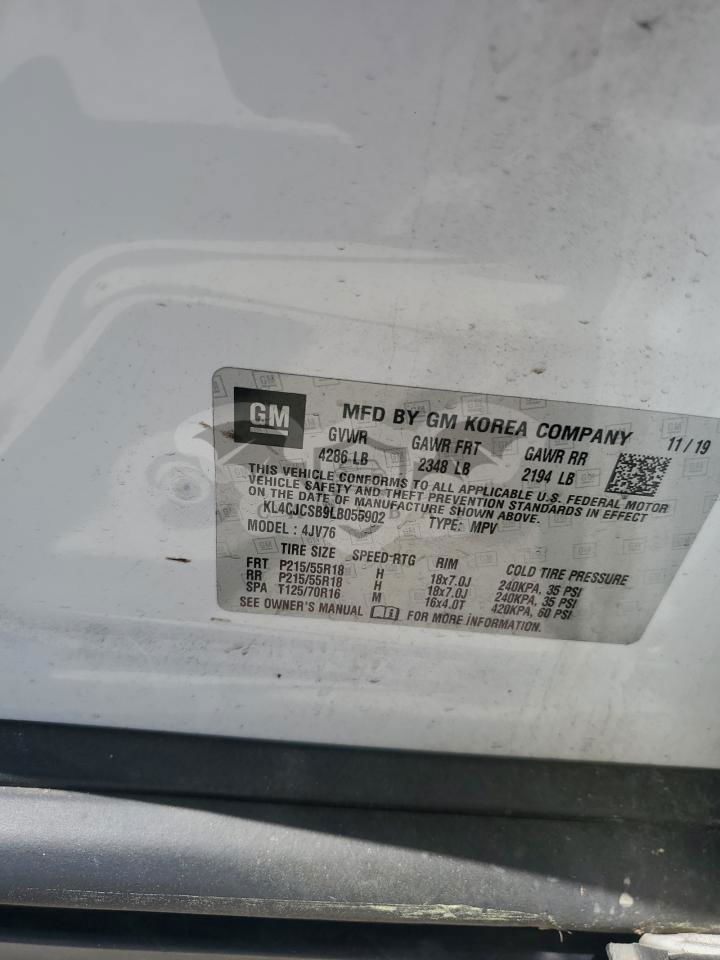 GM MFD BY GM KOREA COMPANY 11/19
GVWR GAWR FRT GAWR RR
4286 LB 2348 LB 2194 LB
THIS VEHICLE CONFORMS TO ALL APPLICABLE U.S. FEDERAL MOTOR
VEHICLE SAFETY AND THEFT PREVENTION STANDARDS IN EFFECT
ON THE DATE OF MANUFACTURE SHOWN ABOVE.
KL4CJCSB9LB055902 TYPE: MPV
MODEL: 4JV76
TIRE SIZE SPEED RTG RIM COLD TIRE PRESSURE
FRT P215/55R18 H 18x7.0J 240KPA, 35 PSI
RR P215/55R18 H 18x7.0J 240KPA, 35 PSI
SPA T125/70R16 M 16x4.0T 420KPA, 60 PSI
SEE OWNER'S MANUAL FOR MORE INFORMATION.